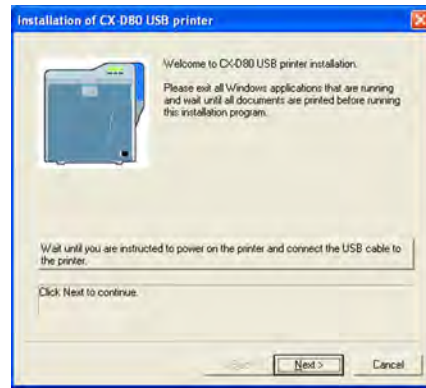 Installation of CX-D80 USB printer
Welcome to CX-D80 USB printer installation.
Please exit all Windows applications that are running
and wait until all documents are printed before running
this installation program.
Wait until you are instructed to power on the printer and connect the USB cable to
the printer.
Click Next to continue.
Next >
Cancel